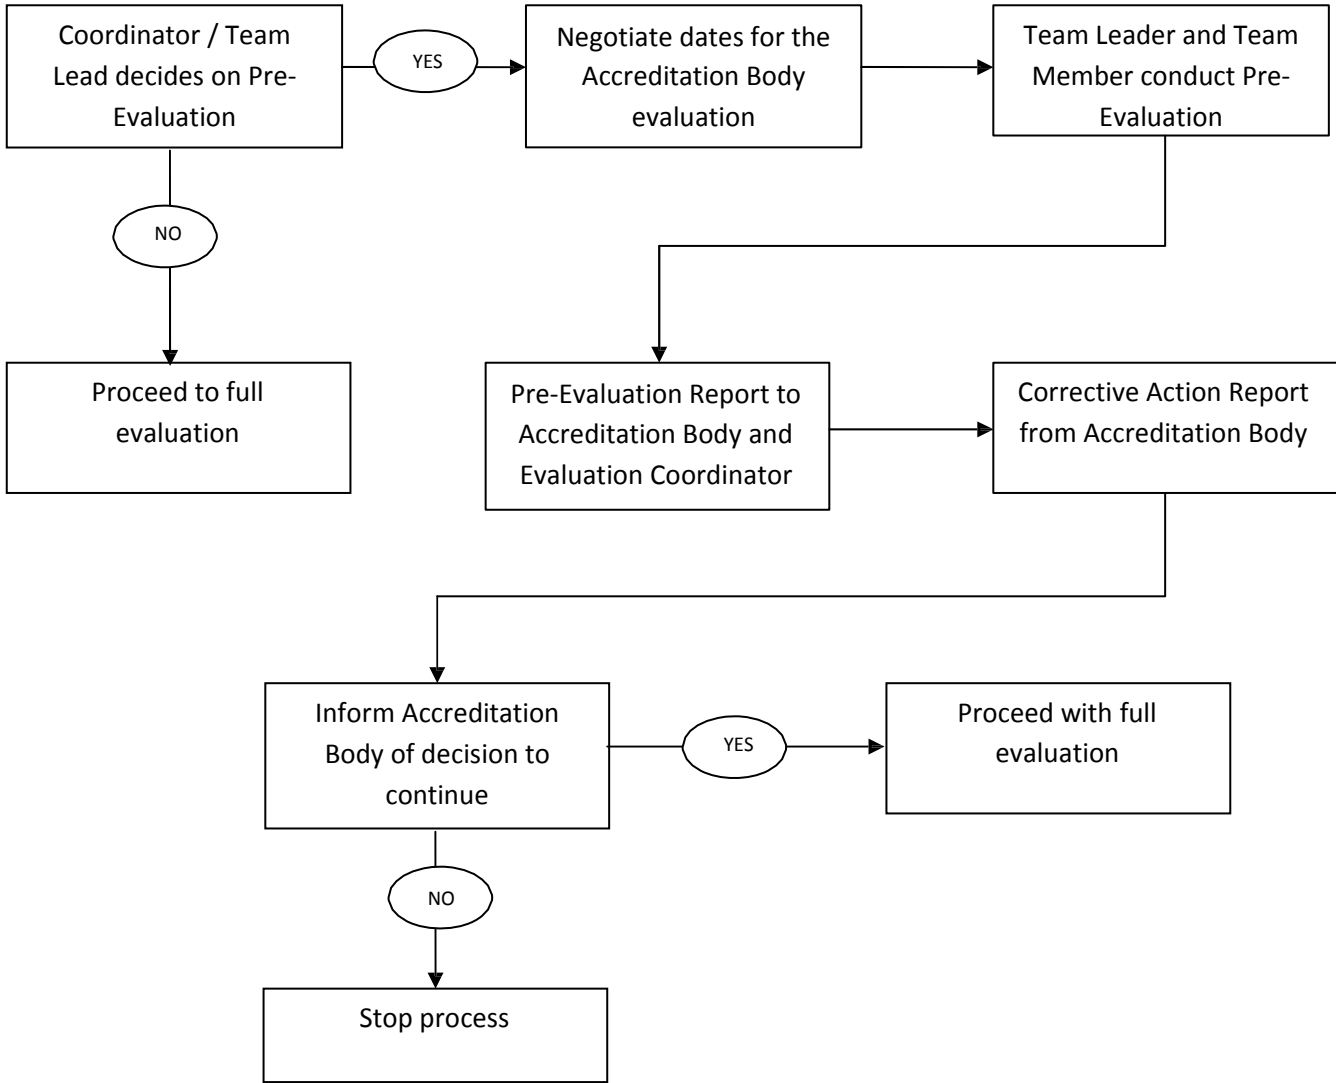 Coordinator / Team
Lead decides on Pre-
Evaluation
YES
Negotiate dates for the
Accreditation Body
evaluation
Team Leader and Team
Member conduct Pre-
Evaluation
NO
Proceed to full
evaluation
Pre-Evaluation Report to
Accreditation Body and
Evaluation Coordinator
Corrective Action Report
from Accreditation Body
Inform Accreditation
Body of decision to
continue
YES
Proceed with full
evaluation
NO
Stop process